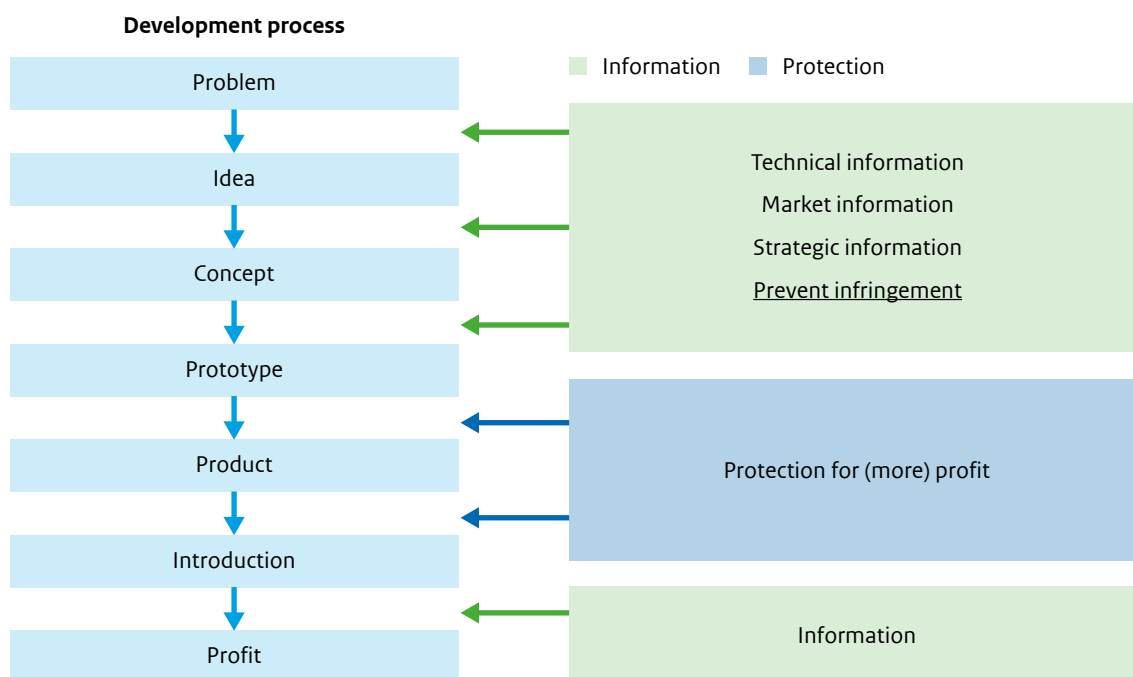 Development process
Problem
Idea
Concept
Prototype
Product
Introduction
Profit
Information
Protection
Technical information
Market information
Strategic information
Prevent infringement
Protection for (more) profit
Information